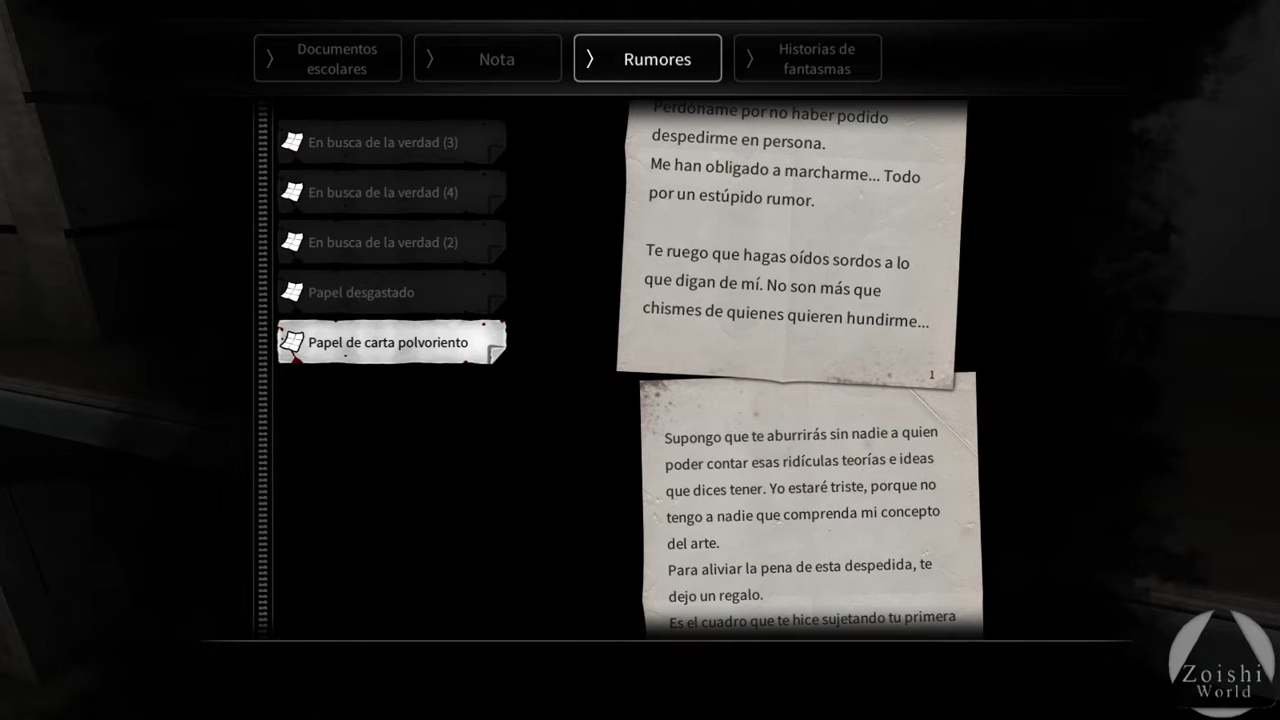 Documentos
escolares
Nota
Rumores
Historias de
fantasmas
En busca de la verdad (3)
En busca de la verdad (4)
En busca de la verdad (2)
Papel desgastado
Papel de carta polvoriento
Perdóname por no haber podido
despedirme en persona.
Me han obligado a marcharme... Todo
por un estúpido rumor.
Te ruego que hagas oídos sordos a lo
que digan de mí. No son más que
chismes de quienes quieren hundirme...
1
Supongo que te aburrirás sin nadie a quien
poder contar esas ridículas teorías e ideas
que dices tener. Yo estaré triste, porque no
tengo a nadie que comprenda mi concepto
del arte.
Para aliviar la pena de esta despedida, te
dejo un regalo.
Es el cuadro que te hice sujetando tu primera
Zoishi
World